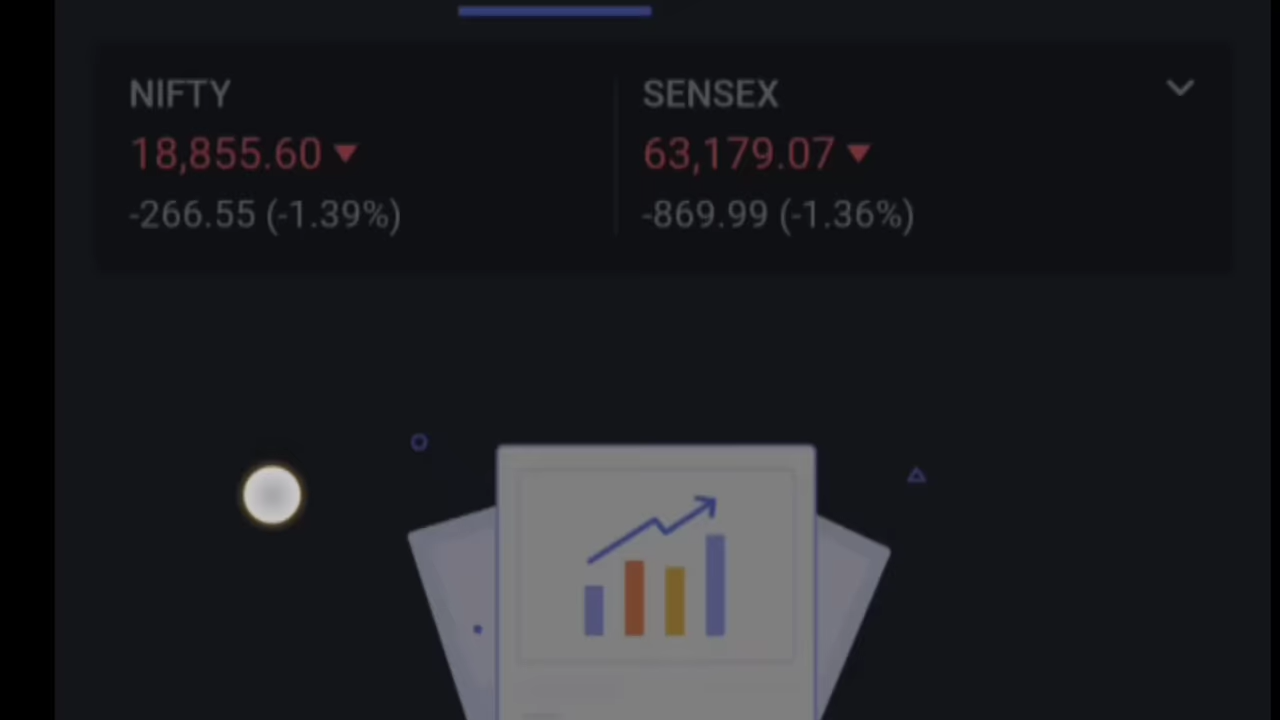 NIFTY
18,855.60
-266.55 (-1.39%)
SENSEX
63,179.07
-869.99 (-1.36%)